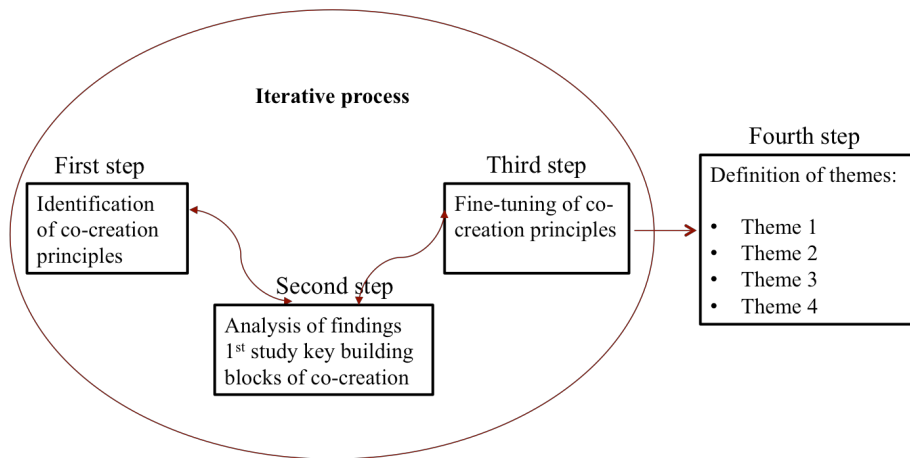 Iterative process
First step
Identification
of co-creation
principles
Second step
Analysis of findings
1st study key building
blocks of co-creation
Third step
Fine-tuning of co-
creation principles
Fourth step
Definition of themes:
• Theme 1
• Theme 2
• Theme 3
• Theme 4